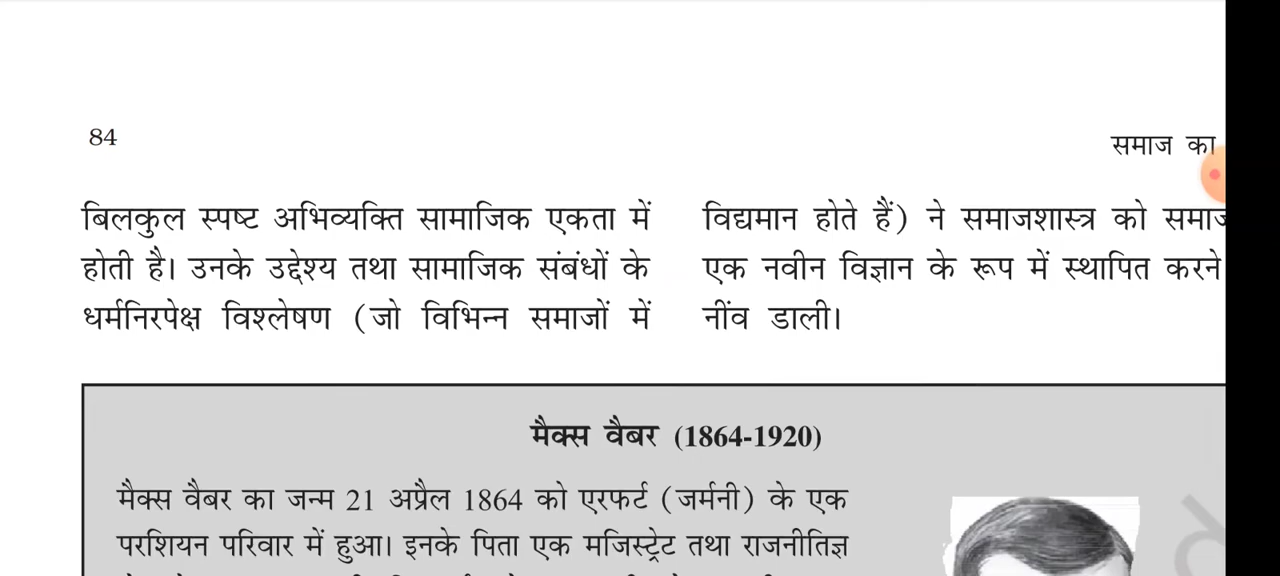 84
समाज का
बिलकुल स्पष्ट अभिव्यक्ति सामाजिक एकता में
होती है। उनके उद्देश्य तथा सामाजिक संबंधों के
धर्मनिरपेक्ष विश्लेषण (जो विभिन्न समाजों में
विद्यमान होते हैं) ने समाजशास्त्र को
एक नवीन विज्ञान के रूप में स्थापित करने
नींव डाली।
मैक्स वैबर (1864-1920)
मैक्स वैबर का जन्म 21 अप्रैल 1864 को एरफर्ट (जर्मनी) के एक
परशियन परिवार में हुआ। इनके पिता एक मजिस्ट्रेट तथा राजनीतिज्ञ